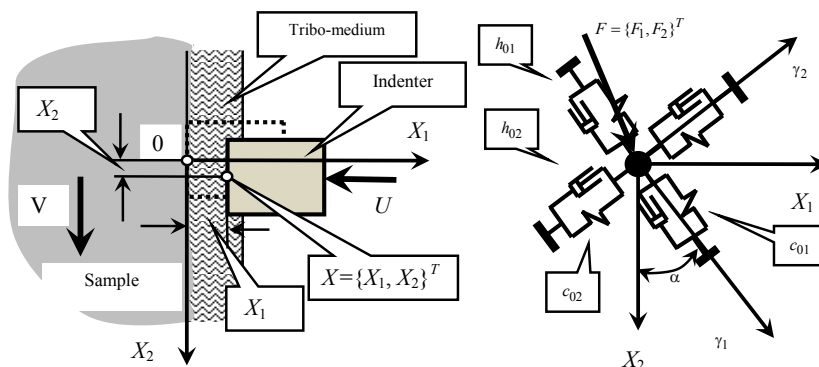 Tribo-medium
Indenter
X₂
0
X₁
V
U
Sample
X={X₁, X₂}ᵀ
X₁
X₂
F = {F₁, F₂}ᵀ
h₀₁
γ₂
h₀₂
X₁
c₀₁
c₀₂
α
X₂
γ₁